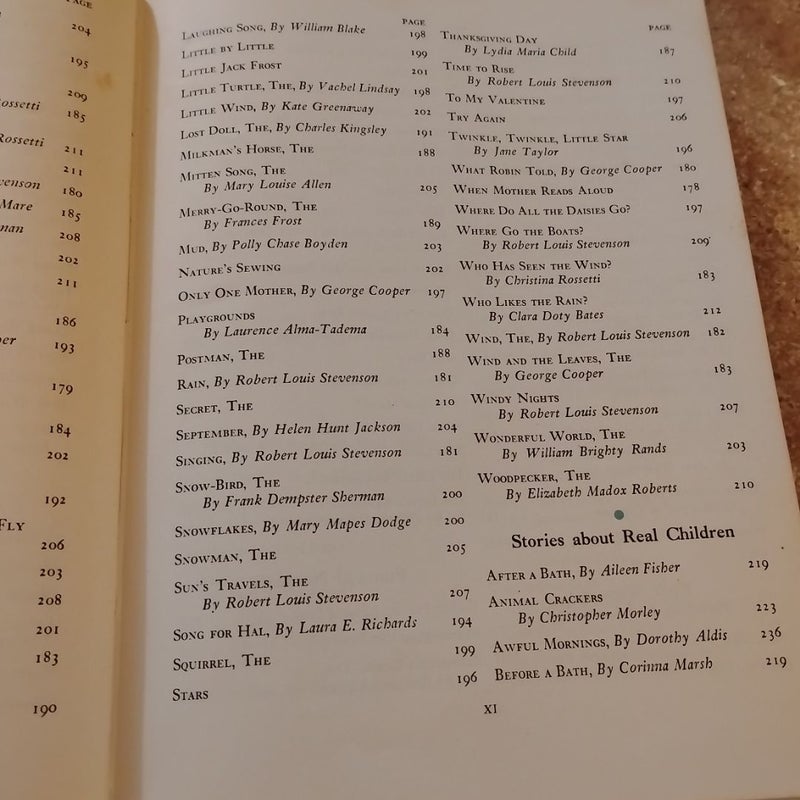 AGE
204
195
209
ossetti 185
Rossetti 211
211
venson 180
Mare 185
nan 208
202
211
186
er 193
179
184
202
192
FLY
206
203
208
201
183
190
PAGE
LAUGHING SONG, By William Blake 198
LITTLE BY LITTLE 199
LITTLE JACK FROST 201
LITTLE TURTLE, THE, By Vachel Lindsay 198
LITTLE WIND, By Kate Greenaway 202
LOST DOLL, THE, By Charles Kingsley 191
MILKMAN'S HORSE, THE 188
MITTEN SONG, THE
By Mary Louise Allen 205
MERRY-GO-ROUND, THE
By Frances Frost 189
MUD, By Polly Chase Boyden 203
NATURE'S SEWING 202
ONLY ONE MOTHER, By George Cooper 197
PLAYGROUNDS
By Laurence Alma-Tadema 184
POSTMAN, THE 188
RAIN, By Robert Louis Stevenson 181
SECRET, THE 210
SEPTEMBER, By Helen Hunt Jackson 204
SINGING, By Robert Louis Stevenson 181
SNOW-BIRD, THE
By Frank Dempster Sherman 200
SNOWFLAKES, By Mary Mapes Dodge 200
SNOWMAN, THE 205
SUN'S TRAVELS, THE
By Robert Louis Stevenson 207
SONG FOR HAL, By Laura E. Richards 194
SQUIRREL, THE 199
STARS 196
PAGE
THANKSGIVING DAY
By Lydia Maria Child 187
TIME TO RISE
By Robert Louis Stevenson 210
TO MY VALENTINE 197
TRY AGAIN 206
TWINKLE, TWINKLE, LITTLE STAR
By Jane Taylor 196
WHAT ROBIN TOLD, By George Cooper 180
WHEN MOTHER READS ALOUD 178
WHERE DO ALL THE DAISIES GO? 197
WHERE GO THE BOATS?
By Robert Louis Stevenson 209
WHO HAS SEEN THE WIND?
By Christina Rossetti 183
WHO LIKES THE RAIN?
By Clara Doty Bates 212
WIND, THE, By Robert Louis Stevenson 182
WIND AND THE LEAVES, THE
By George Cooper 183
WINDY NIGHTS
By Robert Louis Stevenson 207
WONDERFUL WORLD, THE
By William Brighty Rands 203
WOODPECKER, THE
By Elizabeth Madox Roberts 210
Stories about Real Children
AFTER A BATH, By Aileen Fisher 219
ANIMAL CRACKERS
By Christopher Morley 223
AWFUL MORNINGS, By Dorothy Aldis 236
BEFORE A BATH, By Corinna Marsh 219
XI